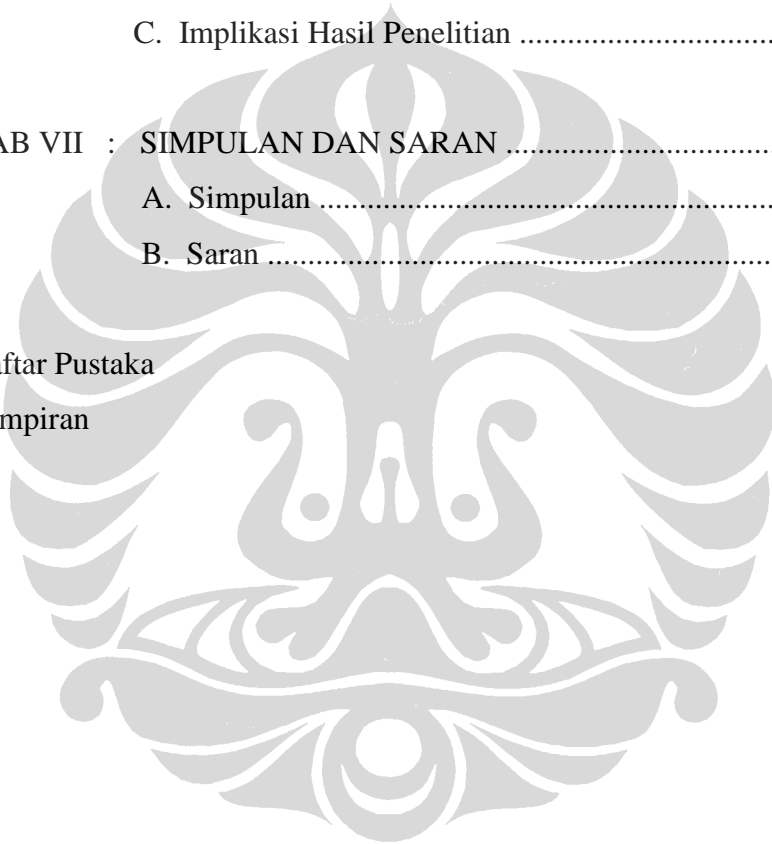 C. Implikasi Hasil Penelitian ................................
AB VII : SIMPULAN DAN SARAN ..................................
A. Simpulan .........................................................
B. Saran ...............................................................
ftar Pustaka
mpiran